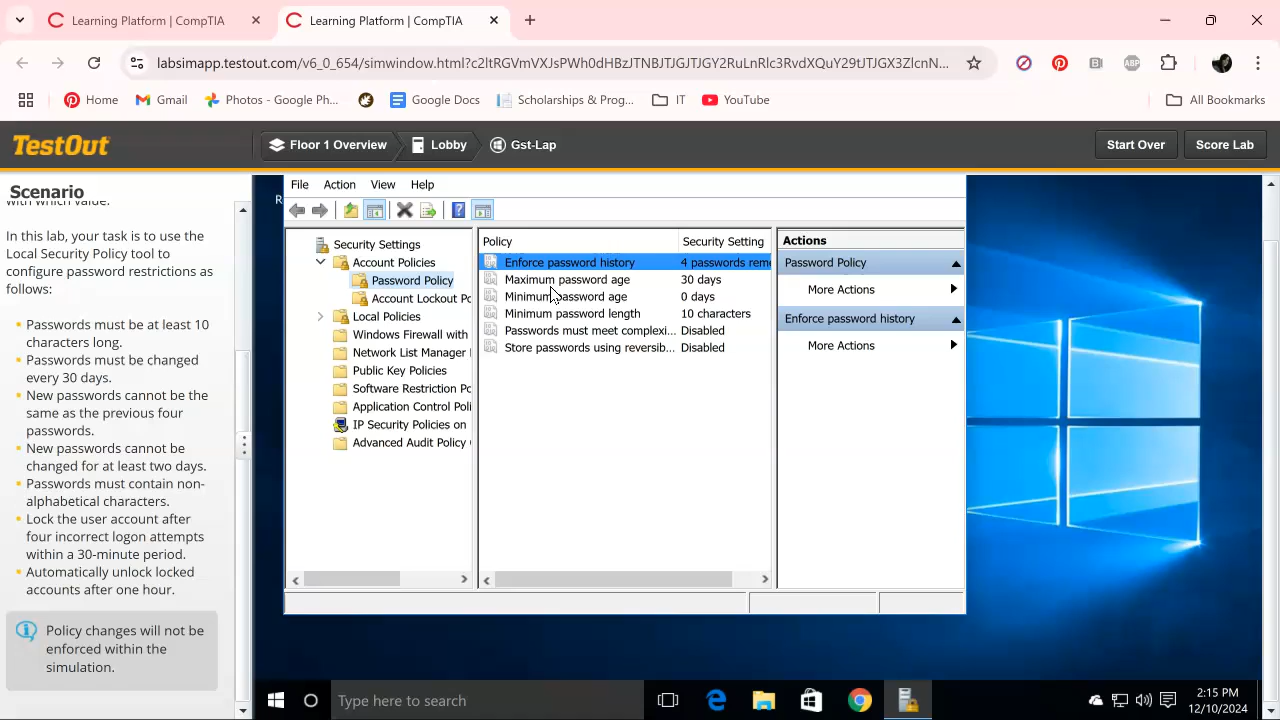 Learning Platform | CompTIA
Learning Platform | CompTIA
labsimapp.testout.com/v6_0_654/simwindow.html?c2ltRGVmVXJsPWh0dHBzJTNBJTJGJTJGY2RuLnRlc3RvdXQuY29tJTJGX3ZlcnN...
ABP
Home
Gmail
Photos - Google Ph...
Google Docs
Scholarships & Prog...
IT
YouTube
All Bookmarks
TestOut
Floor 1 Overview
Lobby
Gst-Lap
Start Over
Score Lab
Scenario
with which value.
In this lab, your task is to use the
Local Security Policy tool to
configure password restrictions as
follows:
Passwords must be at least 10
characters long.
Passwords must be changed
every 30 days.
New passwords cannot be the
same as the previous four
passwords.
New passwords cannot be
changed for at least two days.
Passwords must contain non-
alphabetical characters.
Lock the user account after
four incorrect logon attempts
within a 30-minute period.
Automatically unlock locked
accounts after one hour.
Policy changes will not be
enforced within the
simulation.
R
File Action View Help
Security Settings
Account Policies
Password Policy
Account Lockout Po
Local Policies
Windows Firewall with
Network List Manager
Public Key Policies
Software Restriction Po
Application Control Poli
IP Security Policies on
Advanced Audit Policy
Policy Security Setting
Enforce password history 4 passwords rem
Maximum password age 30 days
Minimum password age 0 days
Minimum password length 10 characters
Passwords must meet complexi... Disabled
Store passwords using reversib... Disabled
Actions
Password Policy
More Actions
Enforce password history
More Actions
Type here to search
2:15 PM
12/10/2024